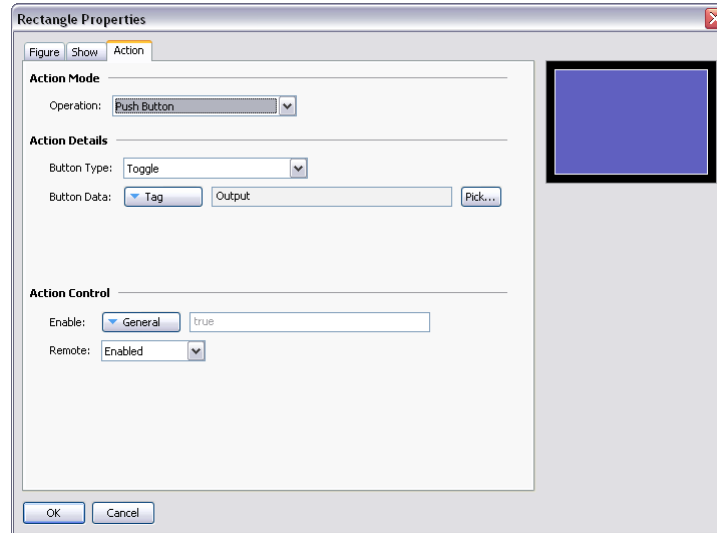 Rectangle Properties
Figure Show Action
Action Mode
Operation: Push Button
Action Details
Button Type: Toggle
Button Data: Tag Output Pick...
Action Control
Enable: General true
Remote: Enabled
OK Cancel